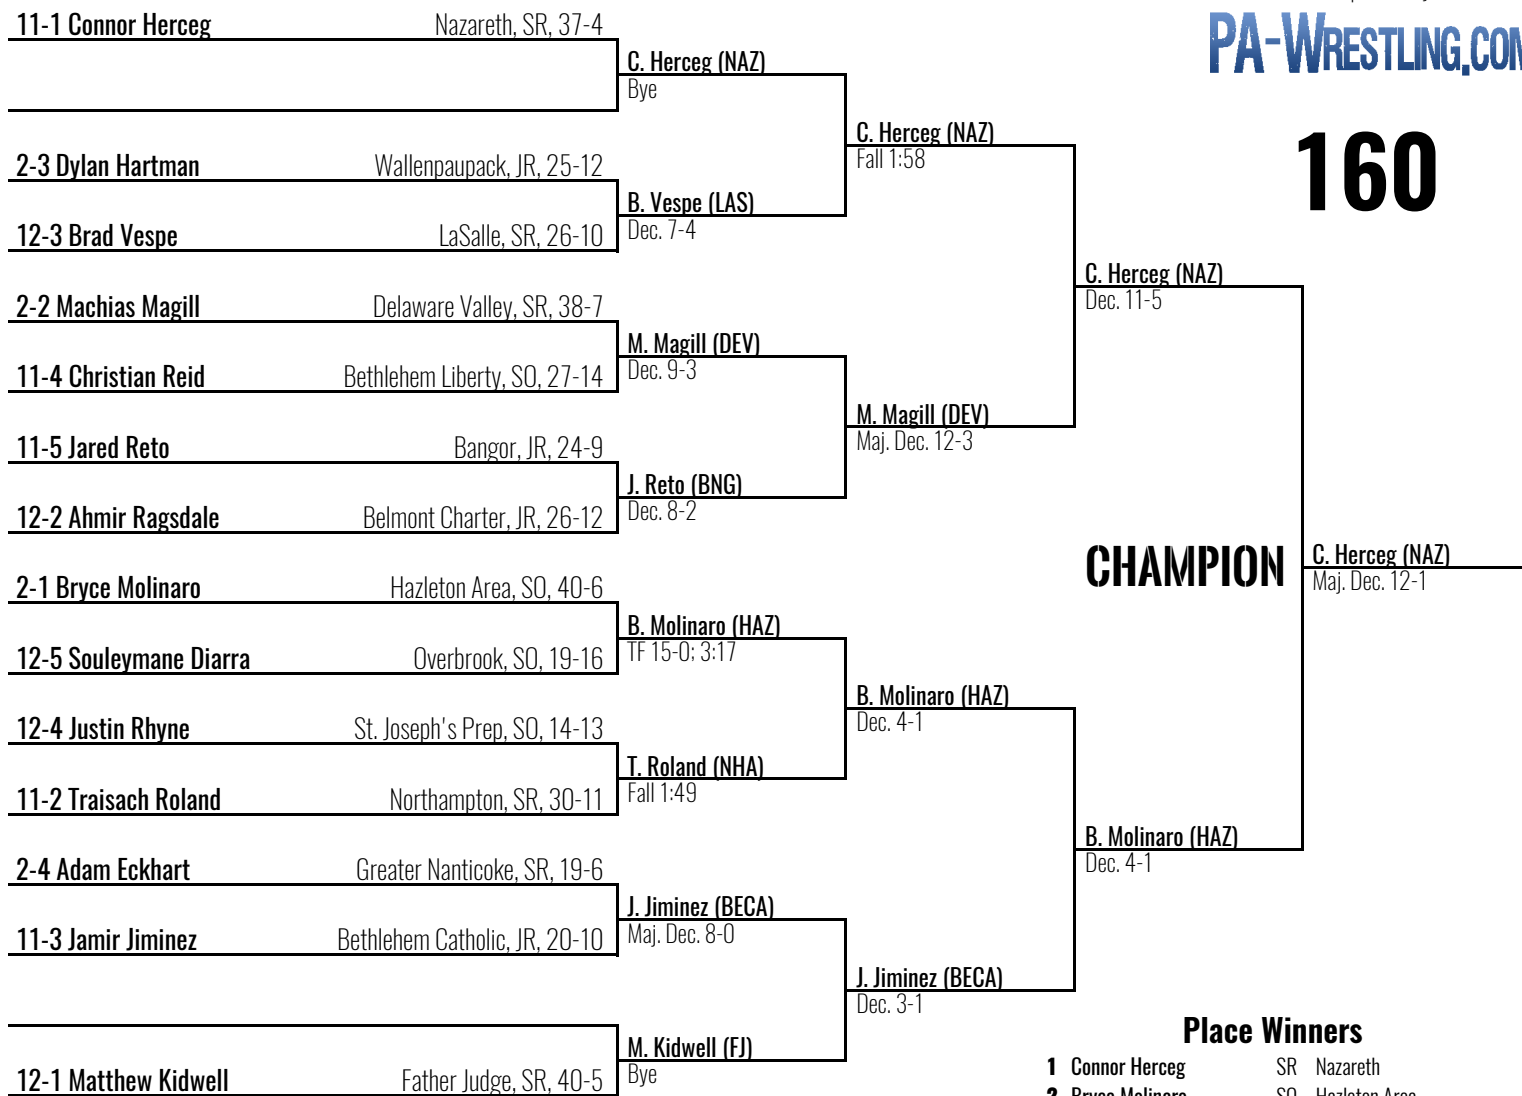 11-1 Connor Herceg Nazareth, SR, 37-4
C. Herceg (NAZ)
Bye
2-3 Dylan Hartman Wallenpaupack, JR, 25-12
12-3 Brad Vespe LaSalle, SR, 26-10
B. Vespe (LAS)
Dec. 7-4
C. Herceg (NAZ)
Fall 1:58
2-2 Machias Magill Delaware Valley, SR, 38-7
11-4 Christian Reid Bethlehem Liberty, SO, 27-14
M. Magill (DEV)
Dec. 9-3
11-5 Jared Reto Bangor, JR, 24-9
12-2 Ahmir Ragsdale Belmont Charter, JR, 26-12
J. Reto (BNG)
Dec. 8-2
M. Magill (DEV)
Maj. Dec. 12-3
C. Herceg (NAZ)
Dec. 11-5
2-1 Bryce Molinaro Hazleton Area, SO, 40-6
12-5 Souleymane Diarra Overbrook, SO, 19-16
B. Molinaro (HAZ)
TF 15-0; 3:17
12-4 Justin Rhyne St. Joseph's Prep, SO, 14-13
11-2 Traisach Roland Northampton, SR, 30-11
T. Roland (NHA)
Fall 1:49
B. Molinaro (HAZ)
Dec. 4-1
2-4 Adam Eckhart Greater Nanticoke, SR, 19-6
11-3 Jamir Jiminez Bethlehem Catholic, JR, 20-10
J. Jiminez (BECA)
Maj. Dec. 8-0
12-1 Matthew Kidwell Father Judge, SR, 40-5
M. Kidwell (FJ)
Bye
J. Jiminez (BECA)
Dec. 3-1
B. Molinaro (HAZ)
Dec. 4-1
CHAMPION
C. Herceg (NAZ)
Maj. Dec. 12-1
PA-WRESTLING.COM
160
Place Winners
1 Connor Herceg SR Nazareth
2 Bryce Molinaro SO Hazleton Area